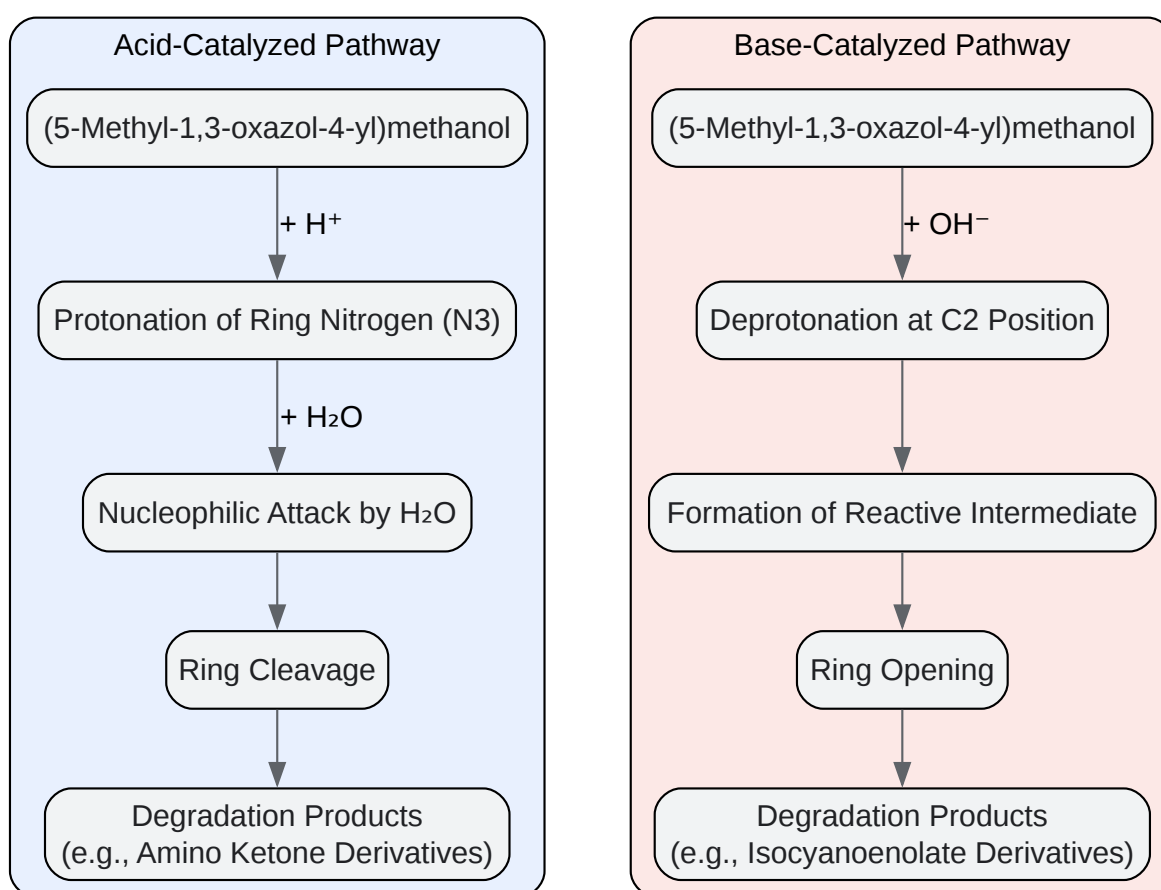 Acid-Catalyzed Pathway
(5-Methyl-1,3-oxazol-4-yl)methanol
+ H⁺
Protonation of Ring Nitrogen (N3)
+ H₂O
Nucleophilic Attack by H₂O
Ring Cleavage
Degradation Products
(e.g., Amino Ketone Derivatives)
Base-Catalyzed Pathway
(5-Methyl-1,3-oxazol-4-yl)methanol
+ OH⁻
Deprotonation at C2 Position
Formation of Reactive Intermediate
Ring Opening
Degradation Products
(e.g., Isocyanoenolate Derivatives)